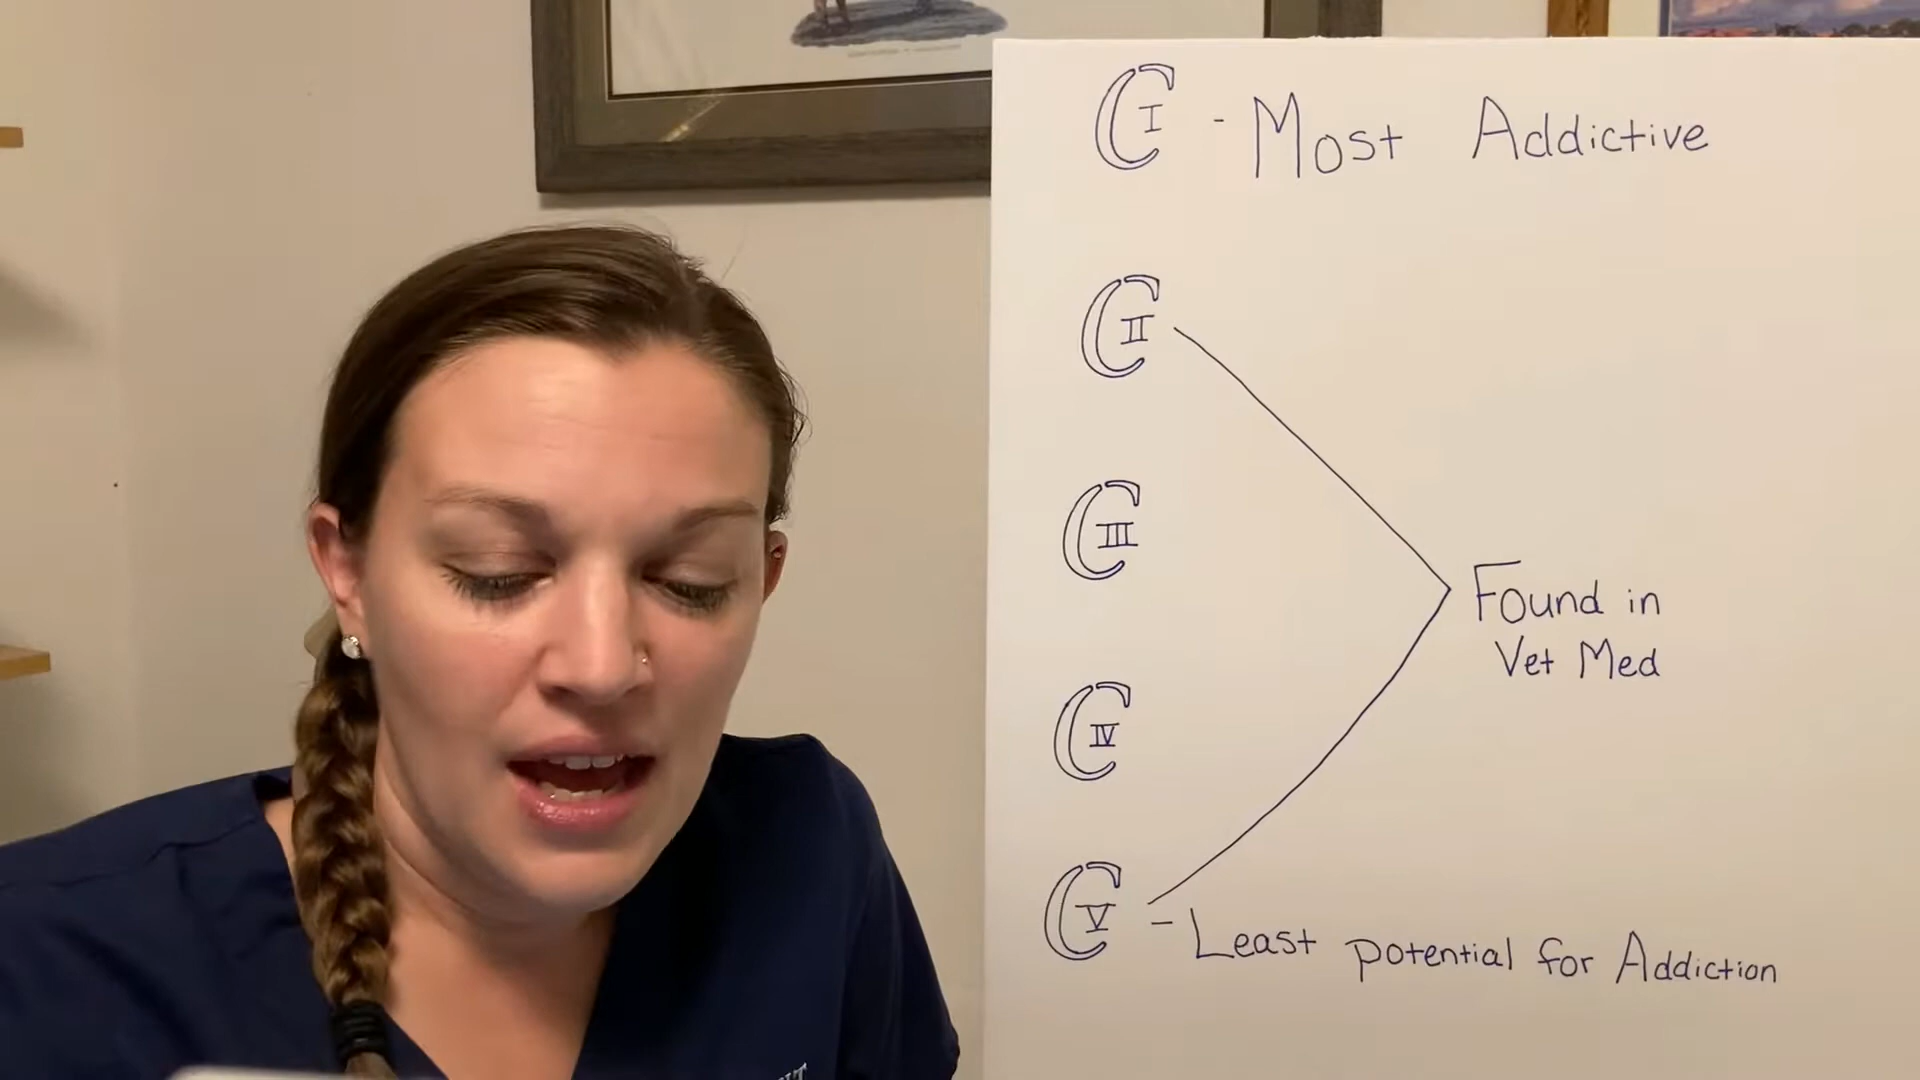 CI - Most Addictive
CII
CIII
Found in
Vet Med
CIV
CV - Least potential for Addiction